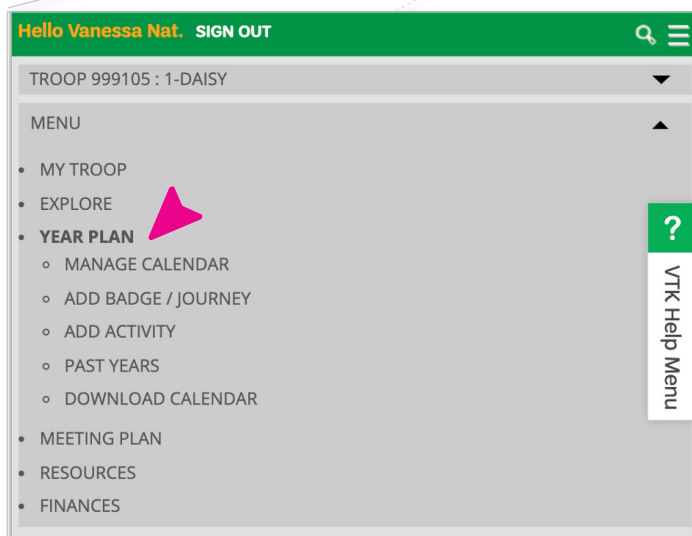 Hello Vanessa Nat. SIGN OUT
TROOP 999105 : 1-DAISY
MENU
MY TROOP
EXPLORE
YEAR PLAN
MANAGE CALENDAR
ADD BADGE / JOURNEY
ADD ACTIVITY
PAST YEARS
DOWNLOAD CALENDAR
MEETING PLAN
RESOURCES
FINANCES
?
VTK Help Menu